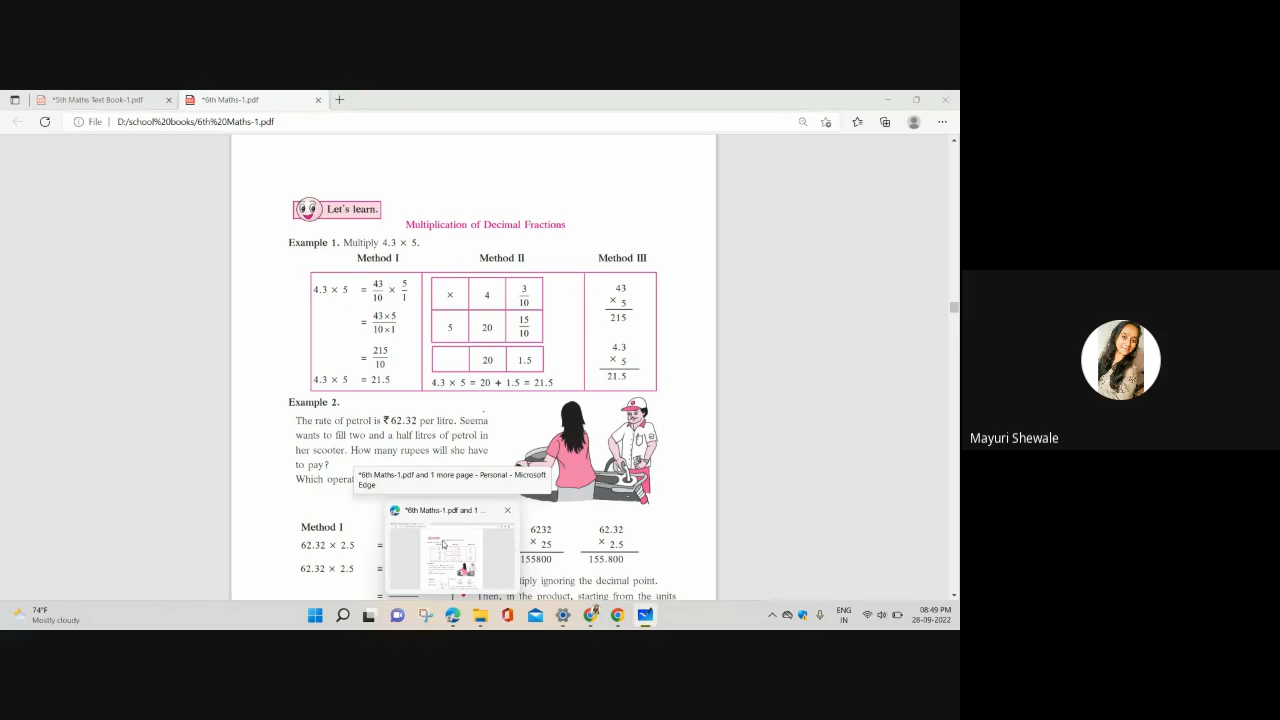 *5th Maths Text Book-1.pdf
*6th Maths-1.pdf
File D:/school%20books/6th%20Maths-1.pdf
Let's learn.
Multiplication of Decimal Fractions
Example 1. Multiply 4.3 × 5.
Method I Method II Method III
4.3 × 5 = 43/10 × 5/1
= 43×5/10×1
= 215/10
4.3 × 5 = 21.5
× 4 3/10
5 20 15/10
20 1.5
4.3 × 5 = 20 + 1.5 = 21.5
43
× 5
215
4.3
× 5
21.5
Example 2.
The rate of petrol is ₹62.32 per litre. Seema
wants to fill two and a half litres of petrol in
her scooter. How many rupees will she have
to pay?
Which operat
*6th Maths-1.pdf and 1 more page - Personal - Microsoft
Edge
*6th Maths-1.pdf and 1 ...
Method I
62.32 × 2.5 =
62.32 × 2.5 =
=
6232
× 25
155800
62.32
× 2.5
155.800
ply ignoring the decimal point.
Then, in the product, starting from the units
Mayuri Shewale
74°F
Mostly cloudy
ENG
IN
08:49 PM
28-09-2022